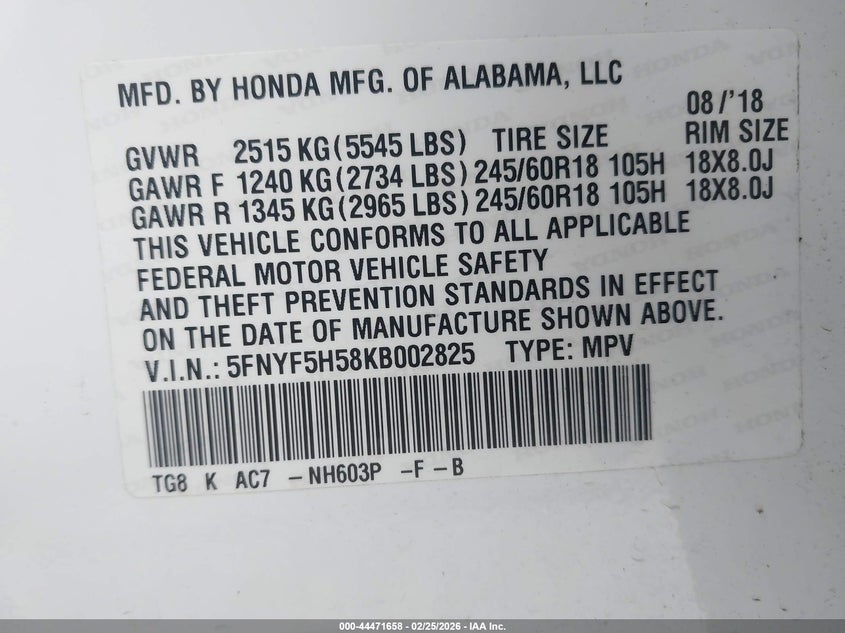 MFD. BY HONDA MFG. OF ALABAMA, LLC
08/'18
GVWR 2515 KG(5545 LBS) TIRE SIZE RIM SIZE
GAWR F 1240 KG(2734 LBS) 245/60R18 105H 18X8.0J
GAWR R 1345 KG(2965 LBS) 245/60R18 105H 18X8.0J
THIS VEHICLE CONFORMS TO ALL APPLICABLE
FEDERAL MOTOR VEHICLE SAFETY
AND THEFT PREVENTION STANDARDS IN EFFECT
ON THE DATE OF MANUFACTURE SHOWN ABOVE.
V.I.N.: 5FNYF5H58KB002825 TYPE: MPV
TG8 K AC7 -NH603P -F -B
000-44471658 - 02/25/2026 - IAA Inc.